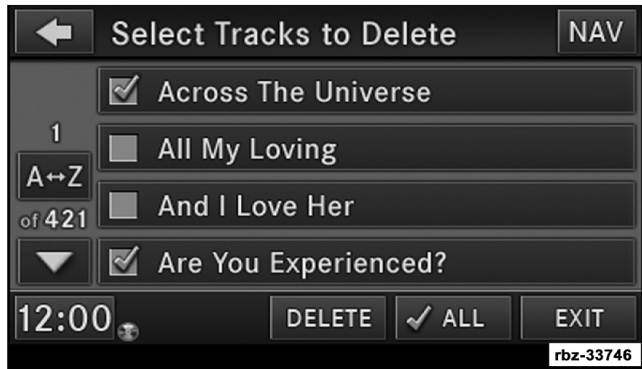 Select Tracks to Delete
NAV
Across The Universe
1
All My Loving
A↔Z
of 421
And I Love Her
Are You Experienced?
12:00
DELETE
ALL
EXIT
rbz-33746